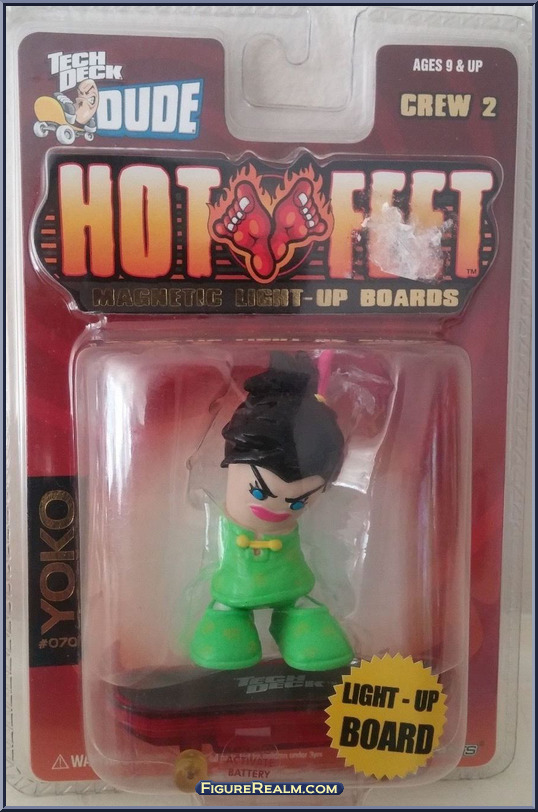 TECH DECK
DUDE
AGES 9 & UP
CREW 2
HOT FEET
TM
MAGNETIC LIGHT-UP BOARDS
YOKO
#070
TECH DECK
LIGHT - UP
BOARD
BATTERY
FIGUREREALM.COM